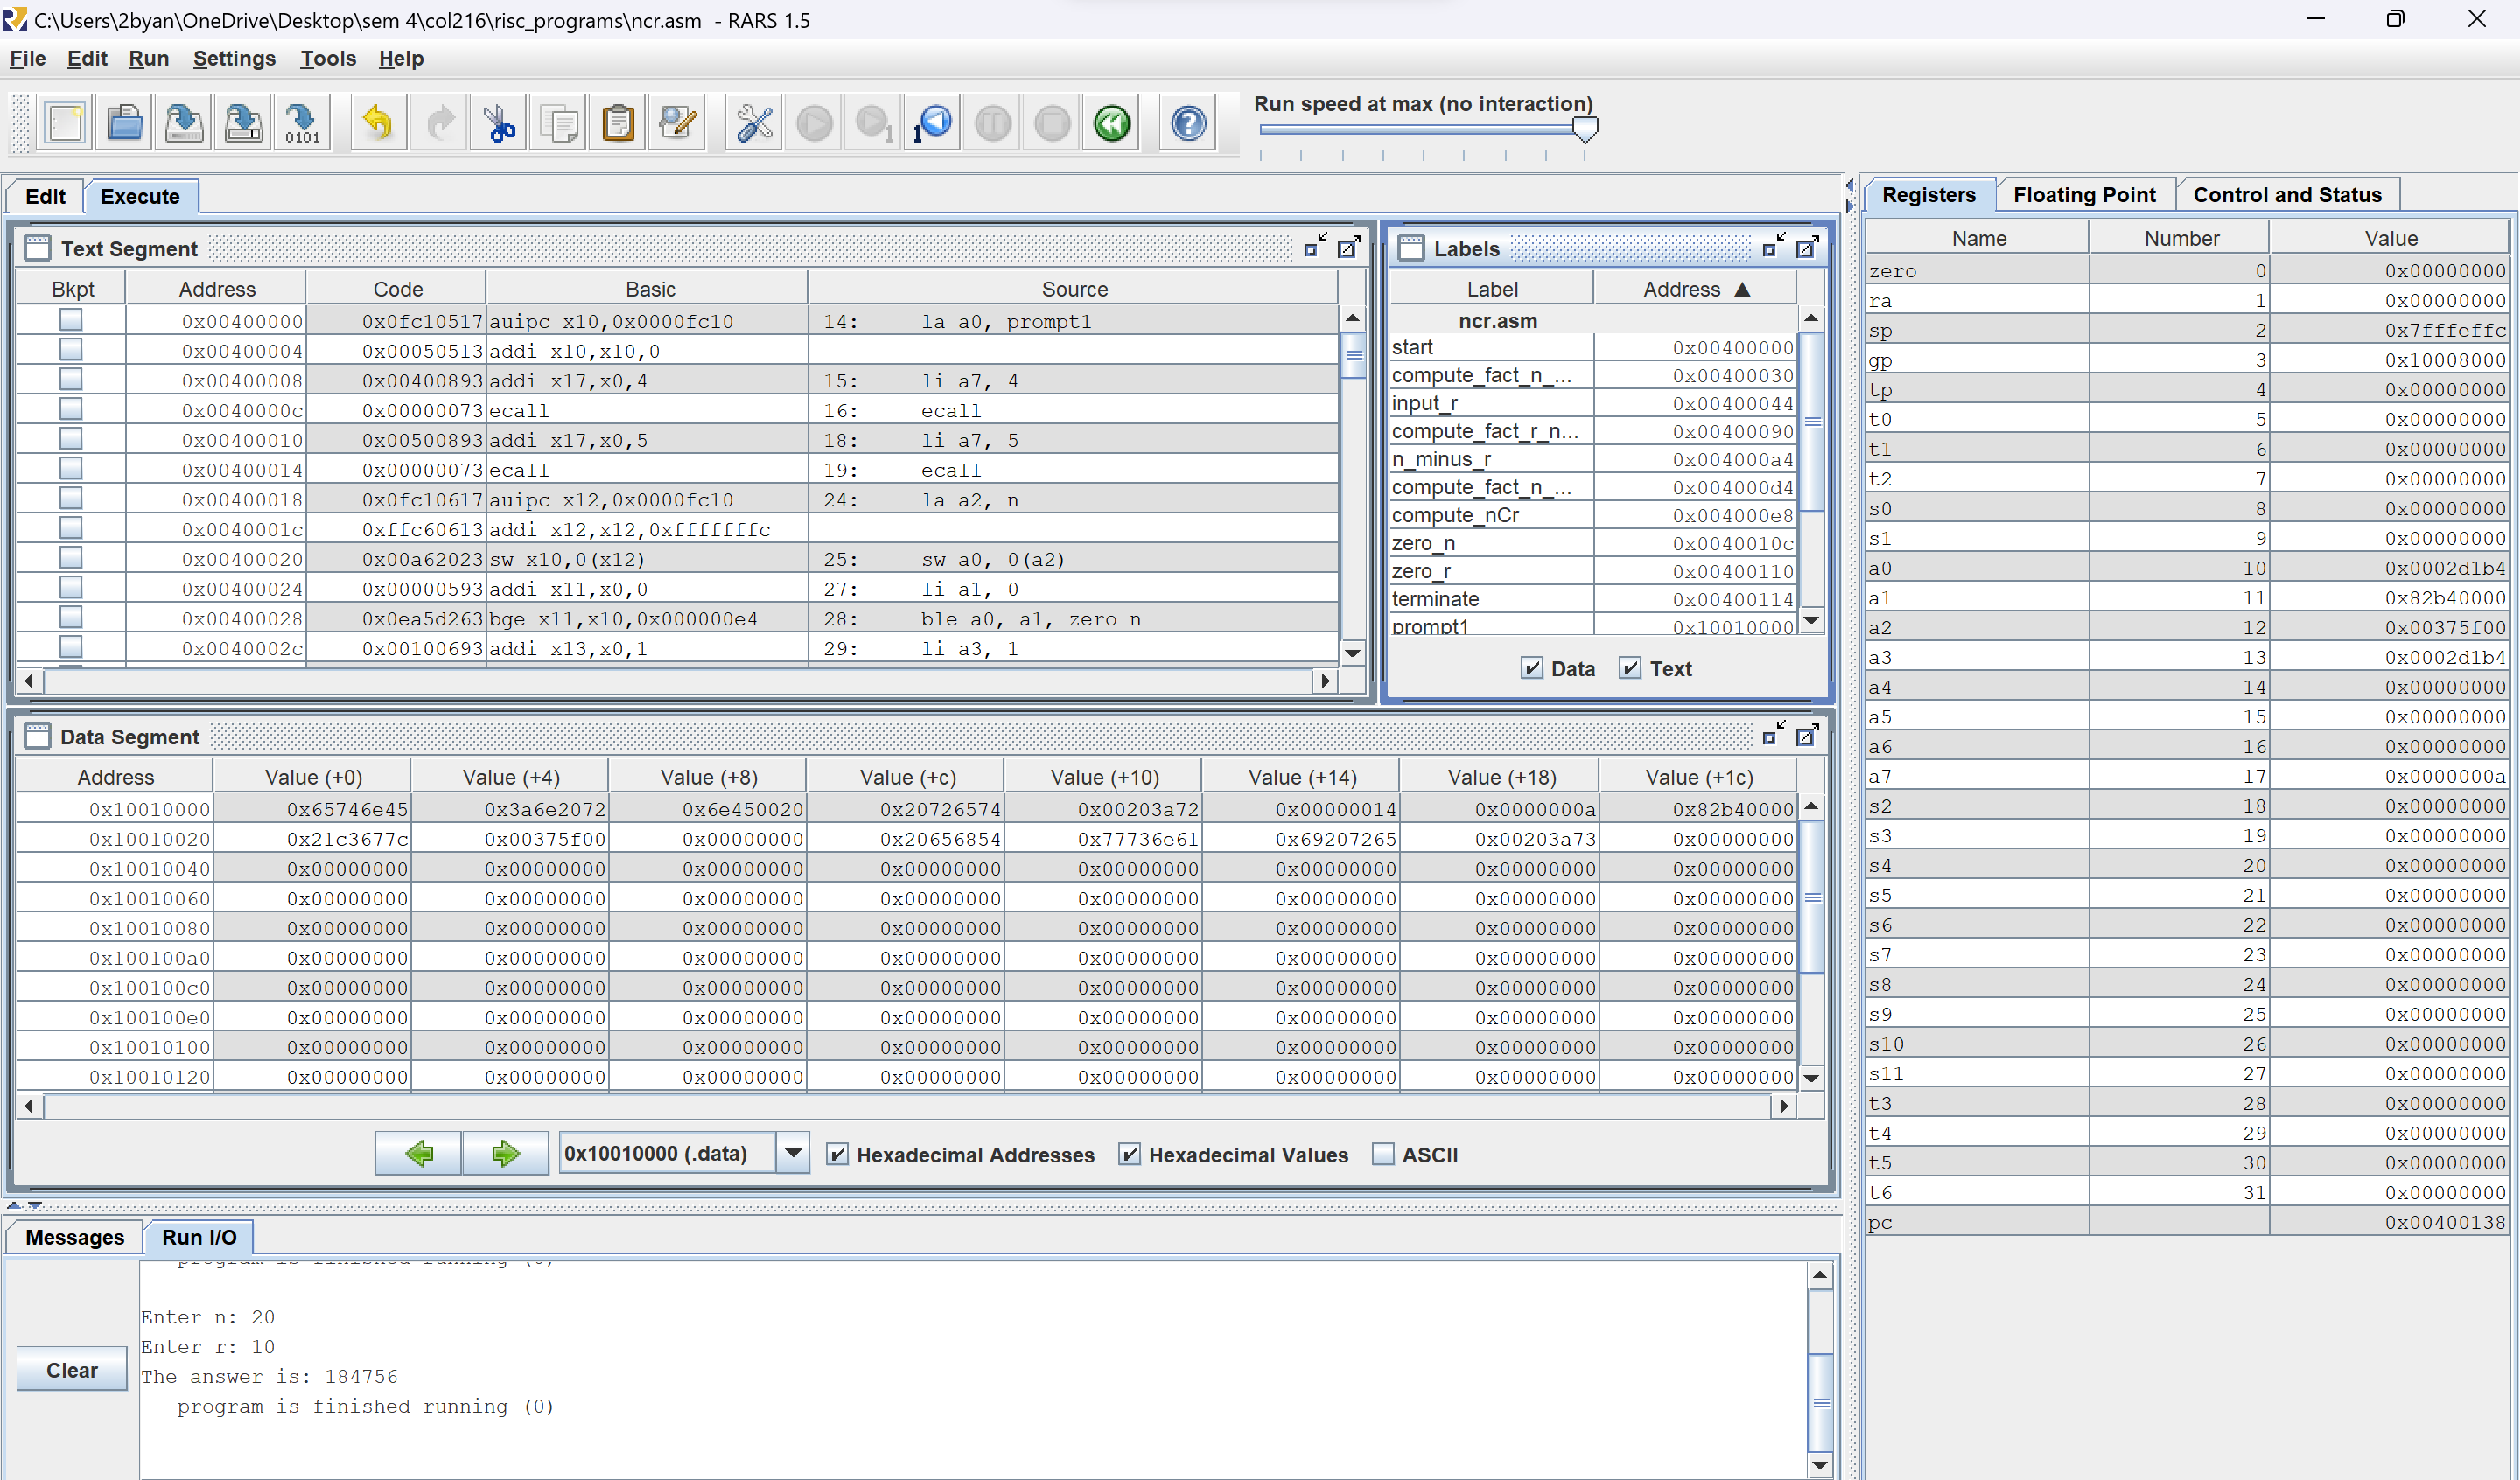 C:\Users\2byan\OneDrive\Desktop\sem 4\col216\risc_programs\ncr.asm - RARS 1.5
File Edit Run Settings Tools Help
Run speed at max (no interaction)
0101 1 1
Edit Execute
Text Segment
Bkpt Address Code Basic Source
0x00400000 0x0fc10517 auipc x10,0x0000fc10 14: la a0, prompt1
0x00400004 0x00050513 addi x10,x10,0
0x00400008 0x00400893 addi x17,x0,4 15: li a7, 4
0x0040000c 0x00000073 ecall 16: ecall
0x00400010 0x00500893 addi x17,x0,5 18: li a7, 5
0x00400014 0x00000073 ecall 19: ecall
0x00400018 0x0fc10617 auipc x12,0x0000fc10 24: la a2, n
0x0040001c 0xffc60613 addi x12,x12,0xfffffffc
0x00400020 0x00a62023 sw x10,0(x12) 25: sw a0, 0(a2)
0x00400024 0x00000593 addi x11,x0,0 27: li a1, 0
0x00400028 0x0ea5d263 bge x11,x10,0x000000e4 28: ble a0, a1, zero n
0x0040002c 0x00100693 addi x13,x0,1 29: li a3, 1
Labels
Label Address ▲
ncr.asm
start 0x00400000
compute_fact_n_... 0x00400030
input_r 0x00400044
compute_fact_r_n... 0x00400090
n_minus_r 0x004000a4
compute_fact_n_... 0x004000d4
compute_nCr 0x004000e8
zero_n 0x0040010c
zero_r 0x00400110
terminate 0x00400114
prompt1 0x10010000
Data Text
Data Segment
Address Value (+0) Value (+4) Value (+8) Value (+c) Value (+10) Value (+14) Value (+18) Value (+1c)
0x10010000 0x65746e45 0x3a6e2072 0x6e450020 0x20726574 0x00203a72 0x00000014 0x0000000a 0x82b40000
0x10010020 0x21c3677c 0x00375f00 0x00000000 0x20656854 0x77736e61 0x69207265 0x00203a73 0x00000000
0x10010040 0x00000000 0x00000000 0x00000000 0x00000000 0x00000000 0x00000000 0x00000000 0x00000000
0x10010060 0x00000000 0x00000000 0x00000000 0x00000000 0x00000000 0x00000000 0x00000000 0x00000000
0x10010080 0x00000000 0x00000000 0x00000000 0x00000000 0x00000000 0x00000000 0x00000000 0x00000000
0x100100a0 0x00000000 0x00000000 0x00000000 0x00000000 0x00000000 0x00000000 0x00000000 0x00000000
0x100100c0 0x00000000 0x00000000 0x00000000 0x00000000 0x00000000 0x00000000 0x00000000 0x00000000
0x100100e0 0x00000000 0x00000000 0x00000000 0x00000000 0x00000000 0x00000000 0x00000000 0x00000000
0x10010100 0x00000000 0x00000000 0x00000000 0x00000000 0x00000000 0x00000000 0x00000000 0x00000000
0x10010120 0x00000000 0x00000000 0x00000000 0x00000000 0x00000000 0x00000000 0x00000000 0x00000000
0x10010000 (.data) Hexadecimal Addresses Hexadecimal Values ASCII
Messages Run I/O
Clear
program is finished running (0)
Enter n: 20
Enter r: 10
The answer is: 184756
-- program is finished running (0) --
Registers Floating Point Control and Status
Name Number Value
zero 0 0x00000000
ra 1 0x00000000
sp 2 0x7fffeffc
gp 3 0x10008000
tp 4 0x00000000
t0 5 0x00000000
t1 6 0x00000000
t2 7 0x00000000
s0 8 0x00000000
s1 9 0x00000000
a0 10 0x0002d1b4
a1 11 0x82b40000
a2 12 0x00375f00
a3 13 0x0002d1b4
a4 14 0x00000000
a5 15 0x00000000
a6 16 0x00000000
a7 17 0x0000000a
s2 18 0x00000000
s3 19 0x00000000
s4 20 0x00000000
s5 21 0x00000000
s6 22 0x00000000
s7 23 0x00000000
s8 24 0x00000000
s9 25 0x00000000
s10 26 0x00000000
s11 27 0x00000000
t3 28 0x00000000
t4 29 0x00000000
t5 30 0x00000000
t6 31 0x00000000
pc 0x00400138